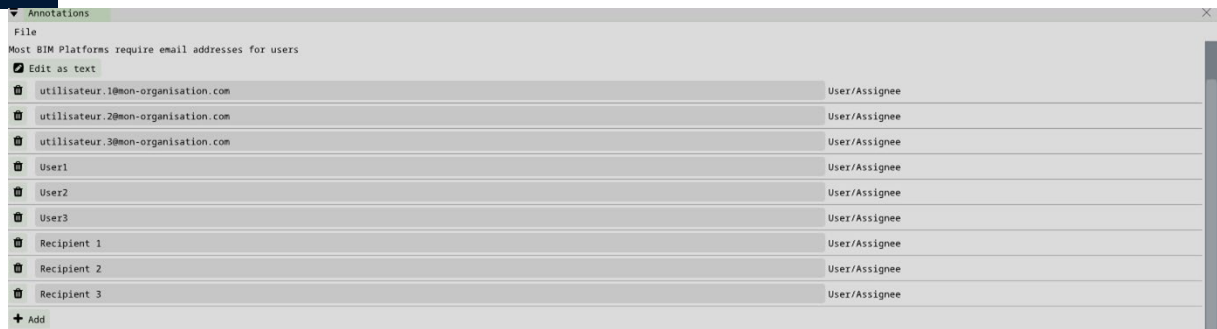 Annotations
File
Most BIM Platforms require email addresses for users
Edit as text
utilisateur.1@mon-organisation.com User/Assignee
utilisateur.2@mon-organisation.com User/Assignee
utilisateur.3@mon-organisation.com User/Assignee
User1 User/Assignee
User2 User/Assignee
User3 User/Assignee
Recipient 1 User/Assignee
Recipient 2 User/Assignee
Recipient 3 User/Assignee
Add